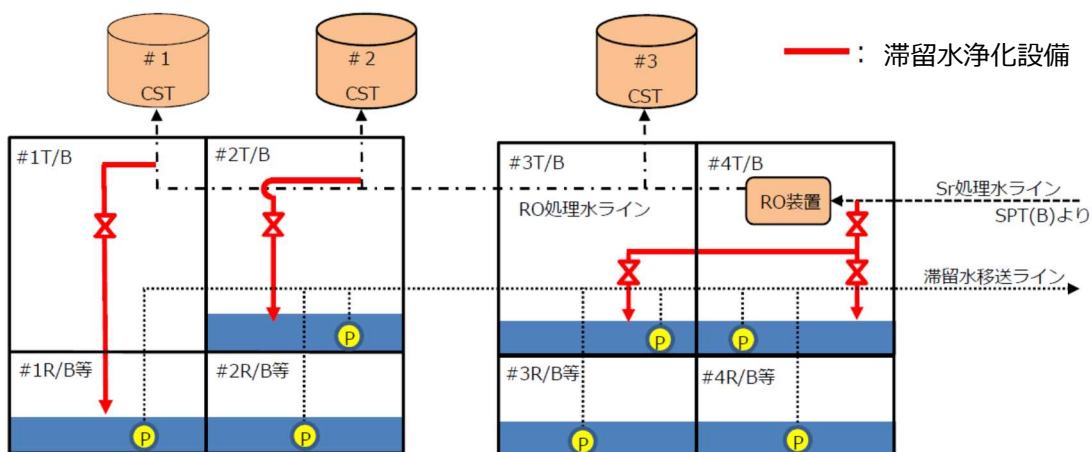 #1
CST
#2
CST
#3
CST
: 滞留水浄化設備
#1T/B
#2T/B
#3T/B
#4T/B
RO装置
Sr処理水ライン
SPT(B)より
RO処理水ライン
滞留水移送ライン
P
P
P
#1R/B等
#2R/B等
#3R/B等
#4R/B等
P
P
P
P